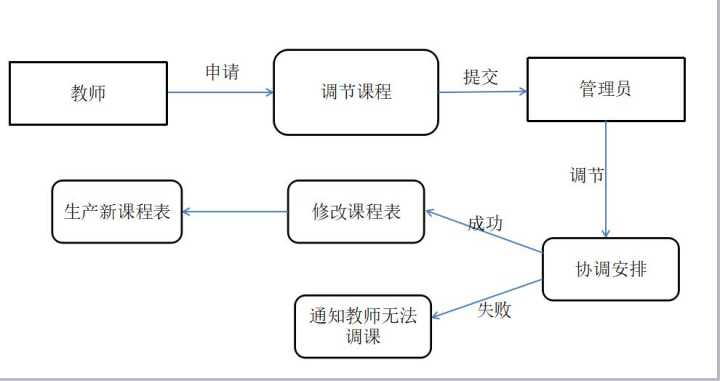 教师
申请
调节课程
提交
管理员
调节
生产新课程表
修改课程表
成功
协调安排
通知教师无法
调课
失败